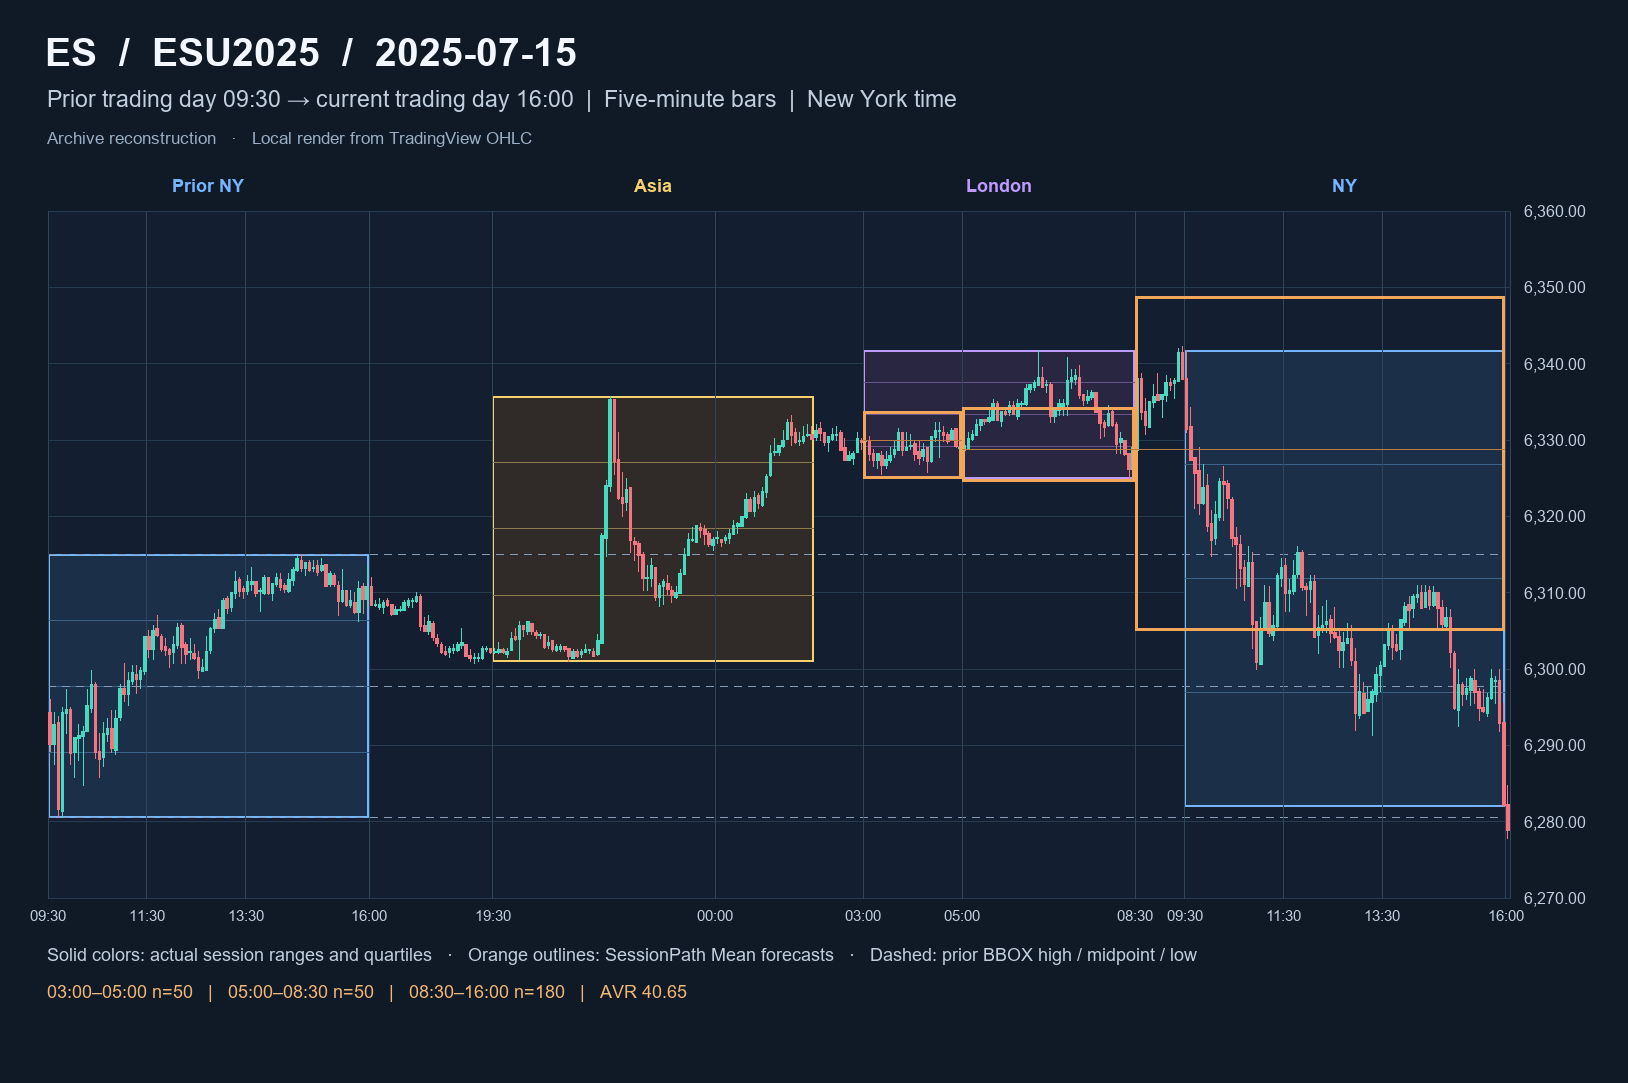 ES / ESU2025 / 2025-07-15
Prior trading day 09:30 → current trading day 16:00 | Five-minute bars | New York time
Archive reconstruction · Local render from TradingView OHLC
Prior NY Asia London NY
6,360.00
6,350.00
6,340.00
6,330.00
6,320.00
6,310.00
6,300.00
6,290.00
6,280.00
6,270.00
09:30 11:30 13:30 16:00 19:30 00:00 03:00 05:00 08:30 09:30 11:30 13:30 16:00
Solid colors: actual session ranges and quartiles · Orange outlines: SessionPath Mean forecasts · Dashed: prior BBOX high / midpoint / low
03:00–05:00 n=50 | 05:00–08:30 n=50 | 08:30–16:00 n=180 | AVR 40.65